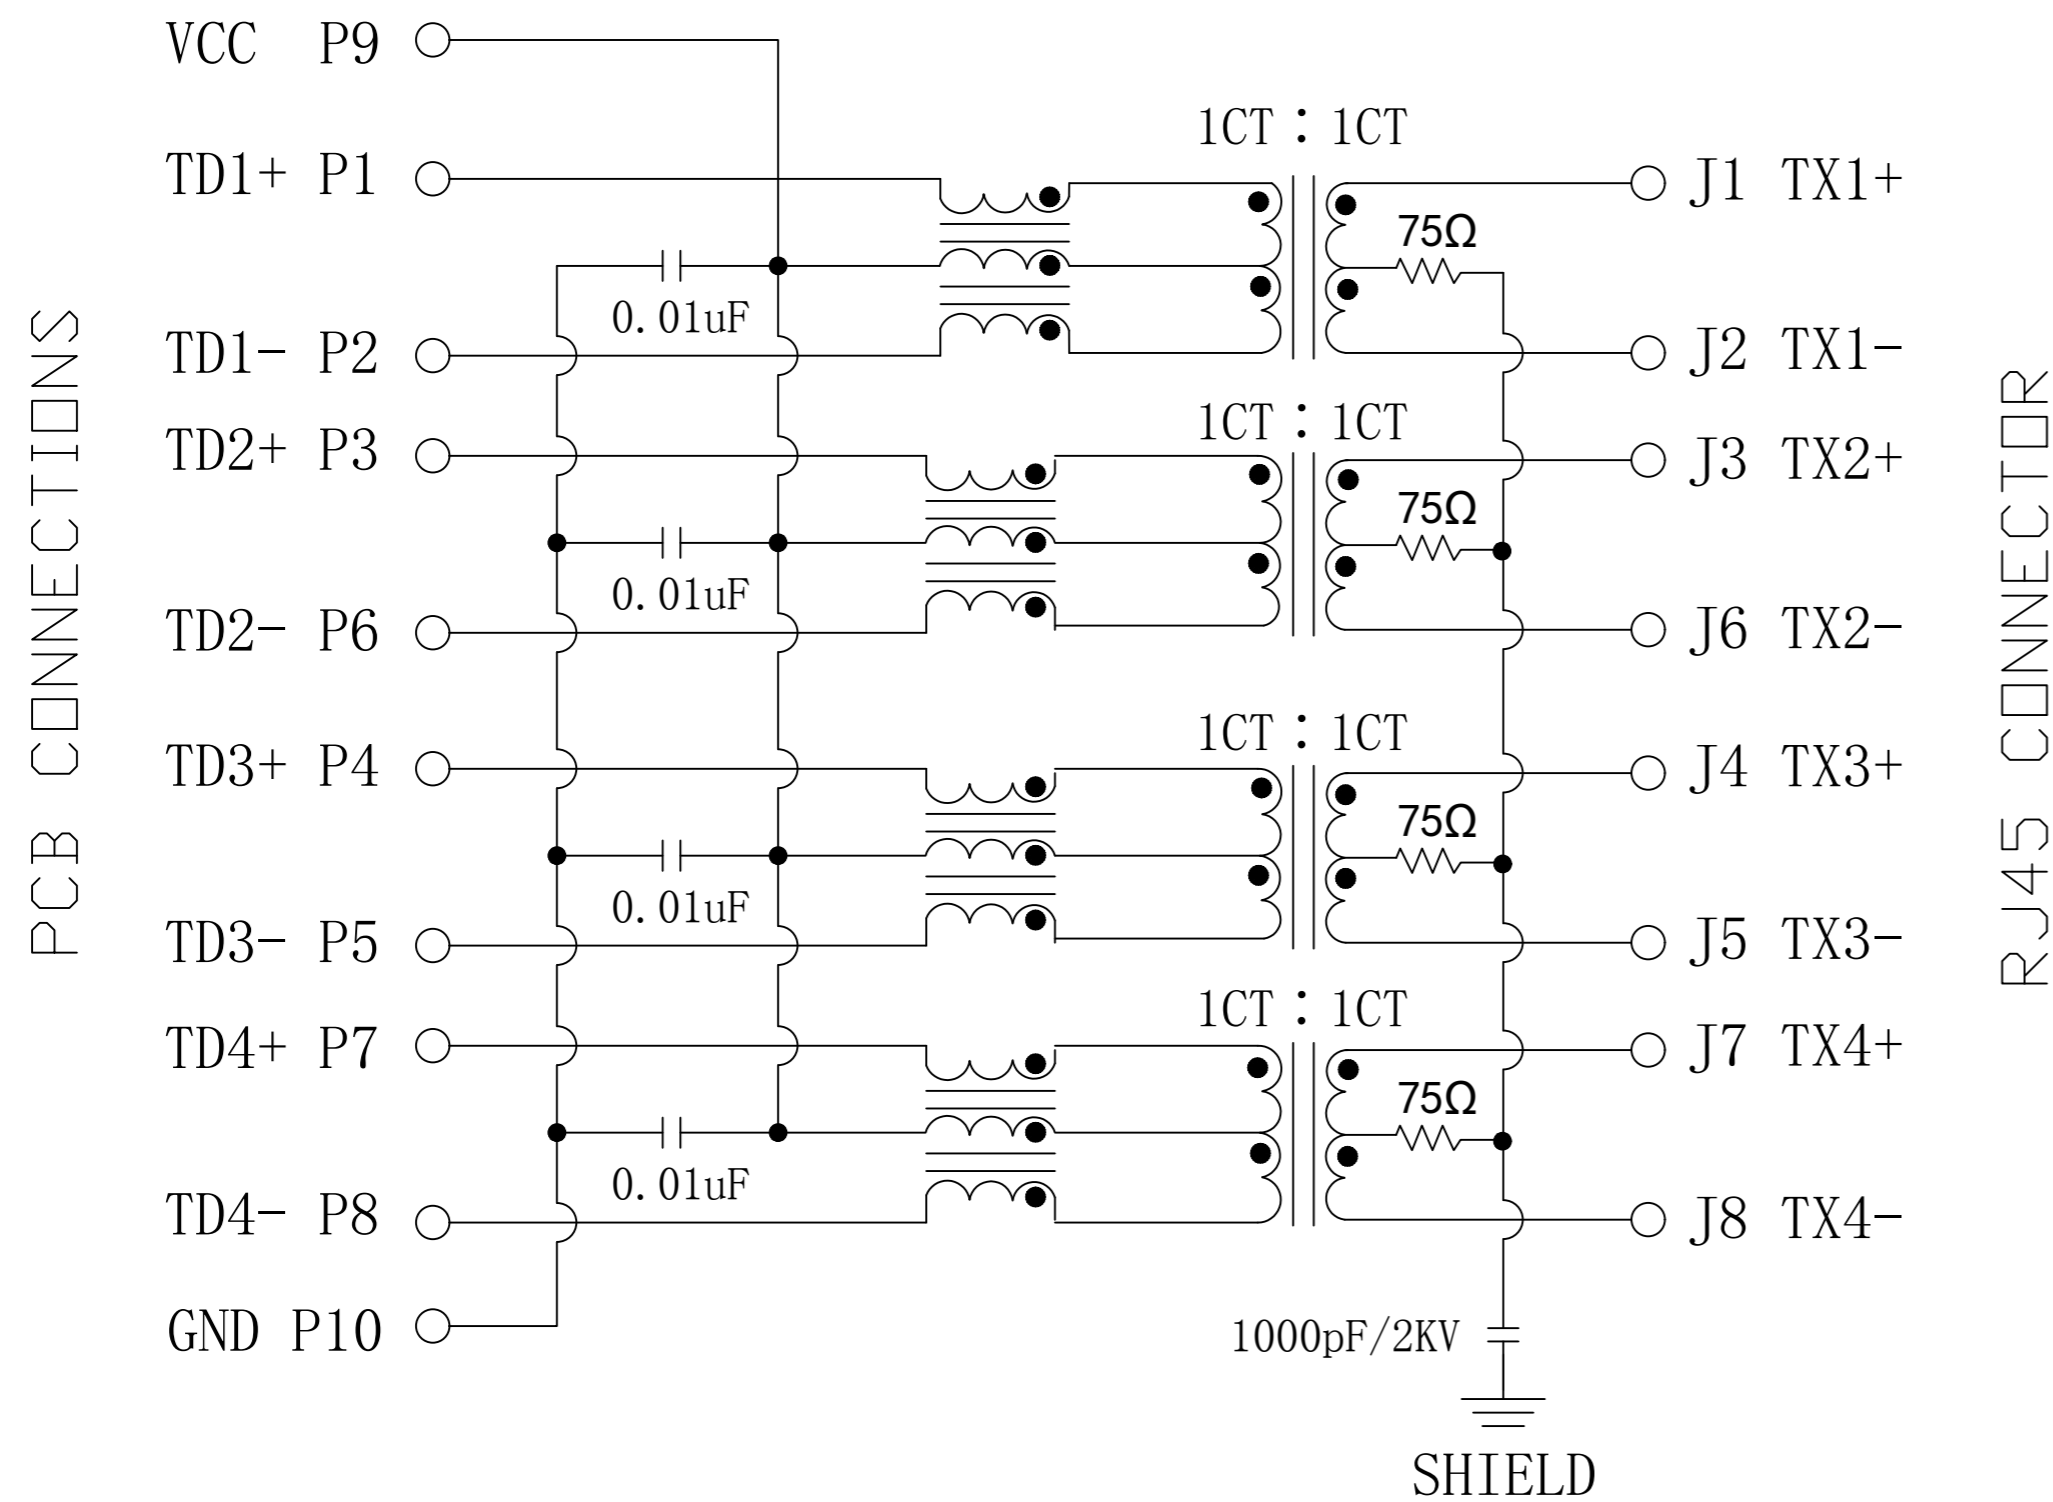 VCC P9
1CT : 1CT
TD1+ P1
J1 TX1+
75Ω
0.01uF
TD1- P2
J2 TX1-
1CT : 1CT
TD2+ P3
J3 TX2+
75Ω
0.01uF
TD2- P6
J6 TX2-
1CT : 1CT
TD3+ P4
J4 TX3+
75Ω
0.01uF
TD3- P5
J5 TX3-
1CT : 1CT
TD4+ P7
J7 TX4+
75Ω
0.01uF
TD4- P8
J8 TX4-
GND P10
1000pF/2KV
SHIELD
PCB CONNECTIONS
RJ45 CONNECTOR